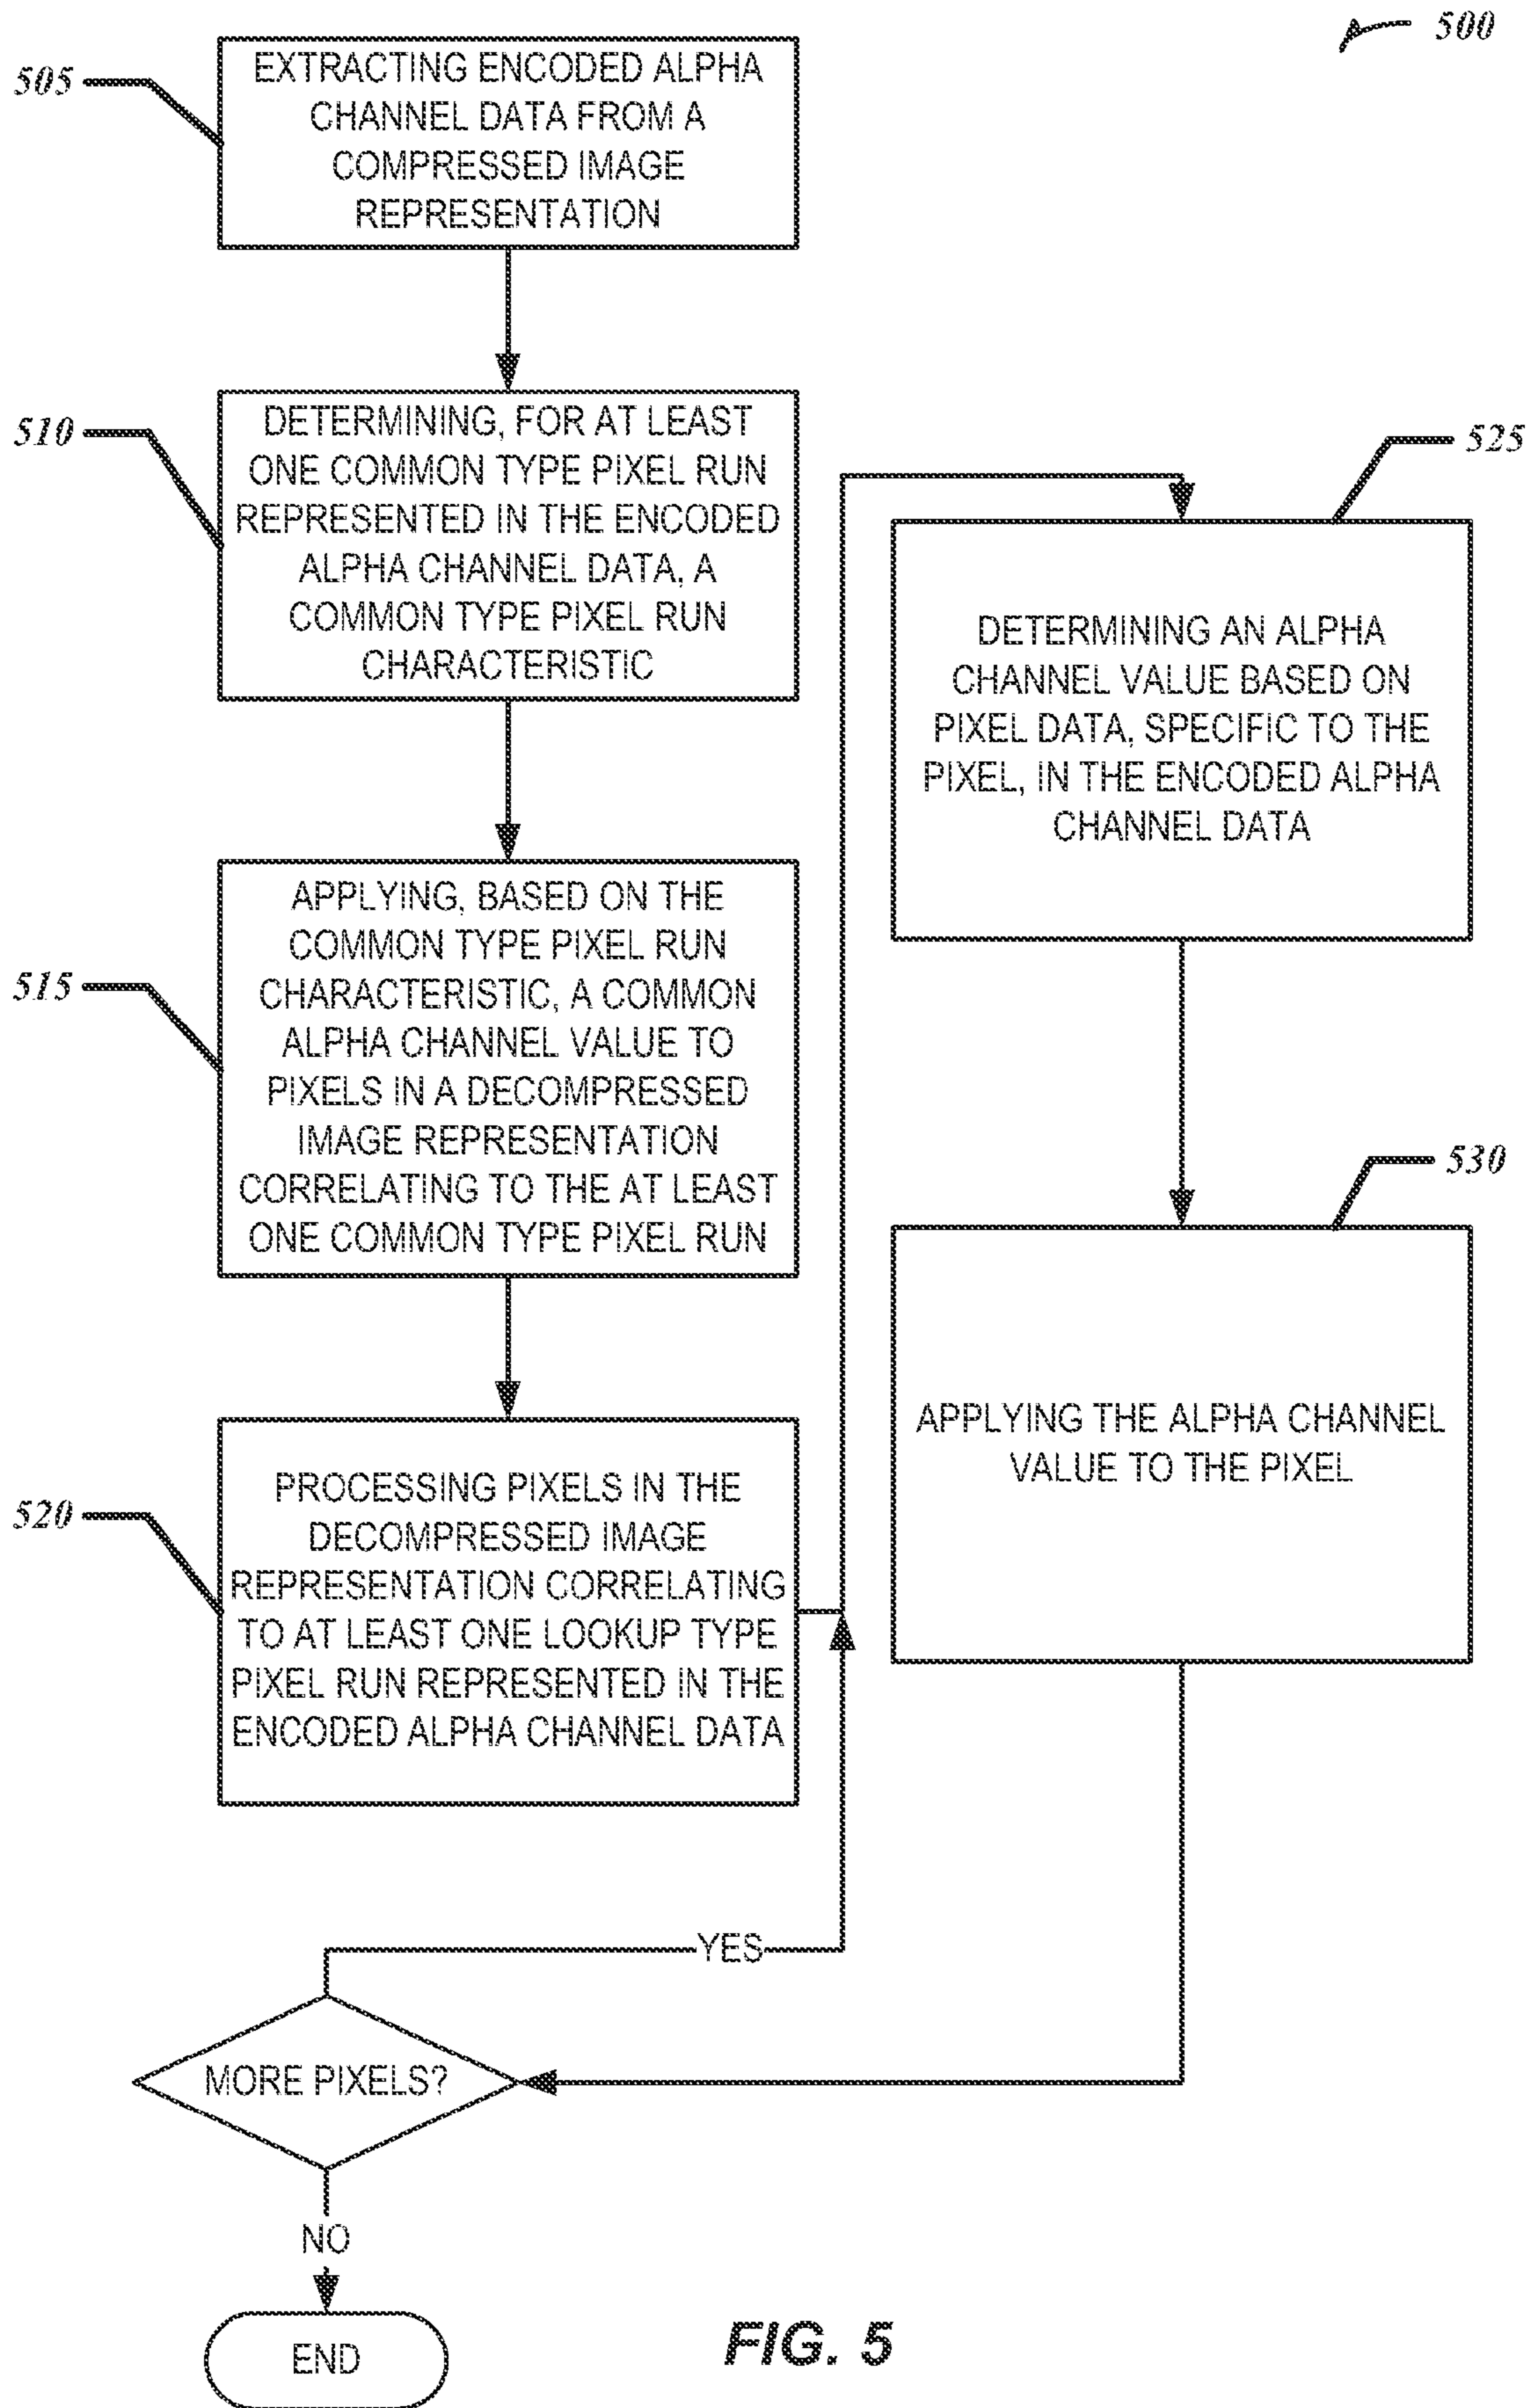 500
505
EXTRACTING ENCODED ALPHA
CHANNEL DATA FROM A
COMPRESSED IMAGE
REPRESENTATION
510
DETERMINING, FOR AT LEAST
ONE COMMON TYPE PIXEL RUN
REPRESENTED IN THE ENCODED
ALPHA CHANNEL DATA, A
COMMON TYPE PIXEL RUN
CHARACTERISTIC
515
APPLYING, BASED ON THE
COMMON TYPE PIXEL RUN
CHARACTERISTIC, A COMMON
ALPHA CHANNEL VALUE TO
PIXELS IN A DECOMPRESSED
IMAGE REPRESENTATION
CORRELATING TO THE AT LEAST
ONE COMMON TYPE PIXEL RUN
520
PROCESSING PIXELS IN THE
DECOMPRESSED IMAGE
REPRESENTATION CORRELATING
TO AT LEAST ONE LOOKUP TYPE
PIXEL RUN REPRESENTED IN THE
ENCODED ALPHA CHANNEL DATA
525
DETERMINING AN ALPHA
CHANNEL VALUE BASED ON
PIXEL DATA, SPECIFIC TO THE
PIXEL, IN THE ENCODED ALPHA
CHANNEL DATA
530
APPLYING THE ALPHA CHANNEL
VALUE TO THE PIXEL
YES
MORE PIXELS?
NO
END
FIG. 5